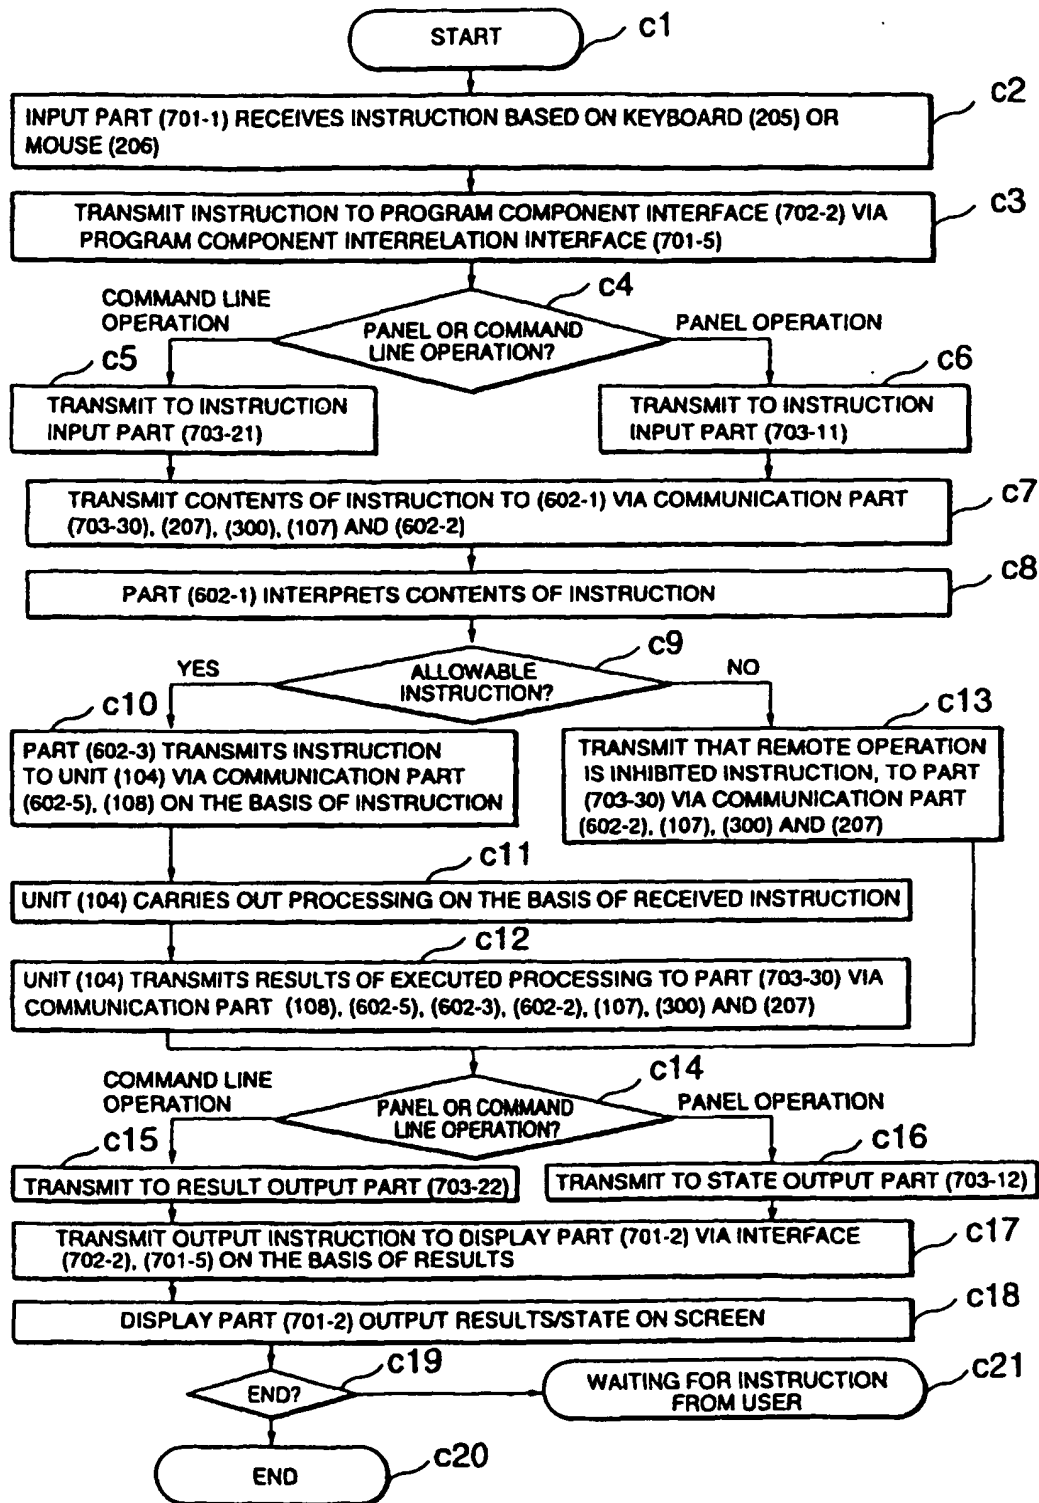 START
c1
c2
INPUT PART (701-1) RECEIVES INSTRUCTION BASED ON KEYBOARD (205) OR
MOUSE (206)
c3
TRANSMIT INSTRUCTION TO PROGRAM COMPONENT INTERFACE (702-2) VIA
PROGRAM COMPONENT INTERRELATION INTERFACE (701-5)
c4
COMMAND LINE
OPERATION
PANEL OR COMMAND
LINE OPERATION?
PANEL OPERATION
c5
TRANSMIT TO INSTRUCTION
INPUT PART (703-21)
c6
TRANSMIT TO INSTRUCTION
INPUT PART (703-11)
c7
TRANSMIT CONTENTS OF INSTRUCTION TO (602-1) VIA COMMUNICATION PART
(703-30), (207), (300), (107) AND (602-2)
c8
PART (602-1) INTERPRETS CONTENTS OF INSTRUCTION
c9
YES
ALLOWABLE
INSTRUCTION?
NO
c10
PART (602-3) TRANSMITS INSTRUCTION
TO UNIT (104) VIA COMMUNICATION PART
(602-5), (108) ON THE BASIS OF INSTRUCTION
c13
TRANSMIT THAT REMOTE OPERATION
IS INHIBITED INSTRUCTION, TO PART
(703-30) VIA COMMUNICATION PART
(602-2), (107), (300) AND (207)
c11
UNIT (104) CARRIES OUT PROCESSING ON THE BASIS OF RECEIVED INSTRUCTION
c12
UNIT (104) TRANSMITS RESULTS OF EXECUTED PROCESSING TO PART (703-30) VIA
COMMUNICATION PART (108), (602-5), (602-3), (602-2), (107), (300) AND (207)
c14
COMMAND LINE
OPERATION
PANEL OR COMMAND
LINE OPERATION?
PANEL OPERATION
c15
TRANSMIT TO RESULT OUTPUT PART (703-22)
c16
TRANSMIT TO STATE OUTPUT PART (703-12)
c17
TRANSMIT OUTPUT INSTRUCTION TO DISPLAY PART (701-2) VIA INTERFACE
(702-2), (701-5) ON THE BASIS OF RESULTS
c18
DISPLAY PART (701-2) OUTPUT RESULTS/STATE ON SCREEN
c19
END?
c21
WAITING FOR INSTRUCTION
FROM USER
c20
END